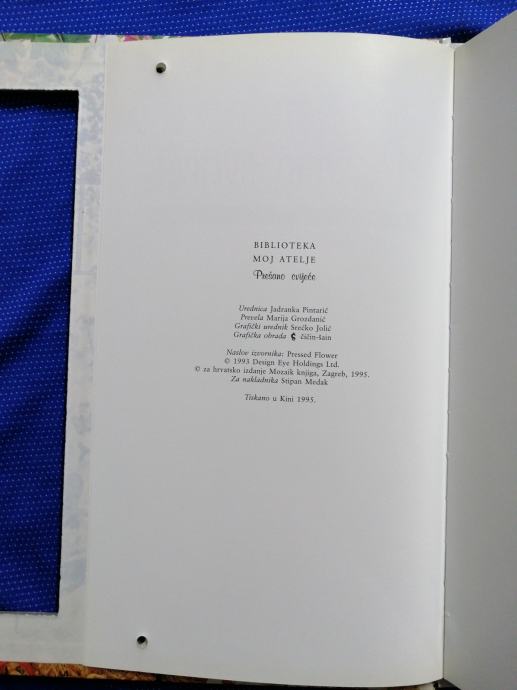 BIBLIOTEKA
MOJ ATELJE
Prešano cvijeće
Urednica Jadranka Pintarić
Prevela Marija Grozdanić
Grafički urednik Srećko Jolić
Grafička obrada čičin-šain
Naslov izvornika: Pressed Flower
© 1993 Design Eye Holdings Ltd.
© za hrvatsko izdanje Mozaik knjiga, Zagreb, 1995.
Za nakladnika Stipan Medak
Tiskano u Kini 1995.